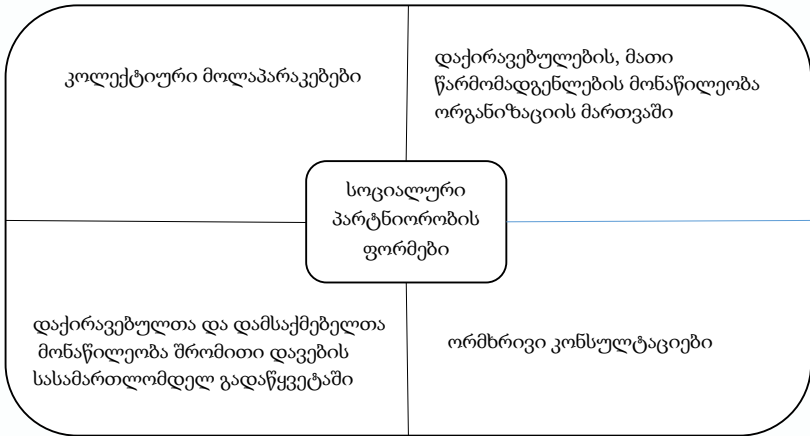 კოლექტიური მოლაპარაკებები
დაქირავებულების, მათი
წარმომადგენლების მონაწილეობა
ორგანიზაციის მართვაში
სოციალური
პარტნიორობის
ფორმები
დაქირავებულთა და დამსაქმებელთა
მონაწილეობა შრომითი დავების
სასამართლომდელ გადაწყვეტაში
ორმხრივი კონსულტაციები